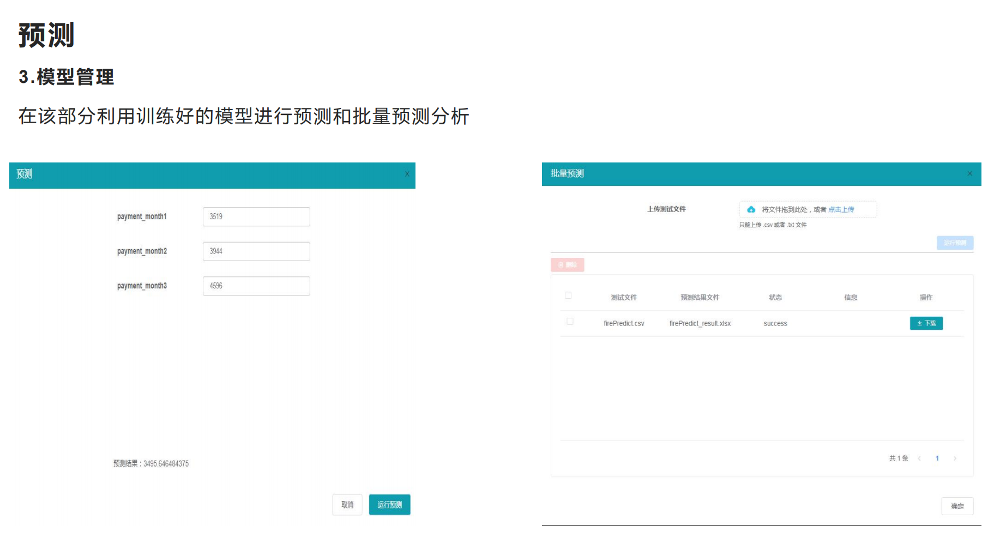 预测
3.模型管理
在该部分利用训练好的模型进行预测和批量预测分析
预测 X
payment_month1 3519
payment_month2 3944
payment_month3 4596
预测结果：3495.646484375
取消 运行预测
批量预测 ×
上传测试文件 将文件拖到此处，或者 点击上传
只能上传 .csv 或者 .txt 文件
运行预测
删除
测试文件 预测结果文件 状态 信息 操作
firePredict.csv firePredict_result.xlsx success 下载
共 1 条 < 1 >
确定